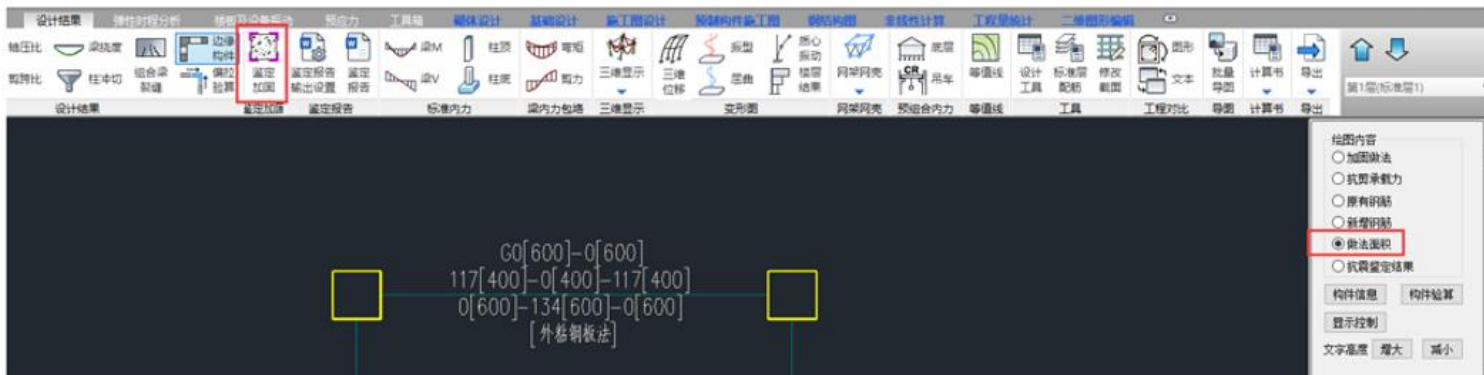 设计结果 弹性时程分析 楼板及设备振动 预应力 工具箱 砌体设计 基础设计 施工图设计 预制构件施工图 钢结构图 非线性计算 工程量统计 二维图形编辑
轴压比 梁挠度 边缘构件 鉴定加固 鉴定报告输出设置 鉴定报告 梁M 柱顶 弯矩 三维显示 三维位移 振型 质心振动 网架网壳 底层 等值线 设计工具 标准层配筋 修改截面 图形 批量导图 计算书 导出
剪跨比 柱冲切 组合梁裂缝 偏拉验算 梁V 柱底 剪力 屈曲 楼层结果 吊车 文本 第1层(标准层1)
设计结果 鉴定加固 鉴定报告 标准内力 梁内力包络 三维显示 变形图 网架网壳 预组合内力 等值线 工具 工程对比 导图 计算书 导出
绘图内容
加固做法
抗剪承载力
原有钢筋
新增钢筋
做法面积
抗震鉴定结果
构件信息 构件验算
显示控制
文字高度 增大 减小
G0[600]-0[600]
117[400]-0[400]-117[400]
0[600]-134[600]-0[600]
[外粘钢板法]